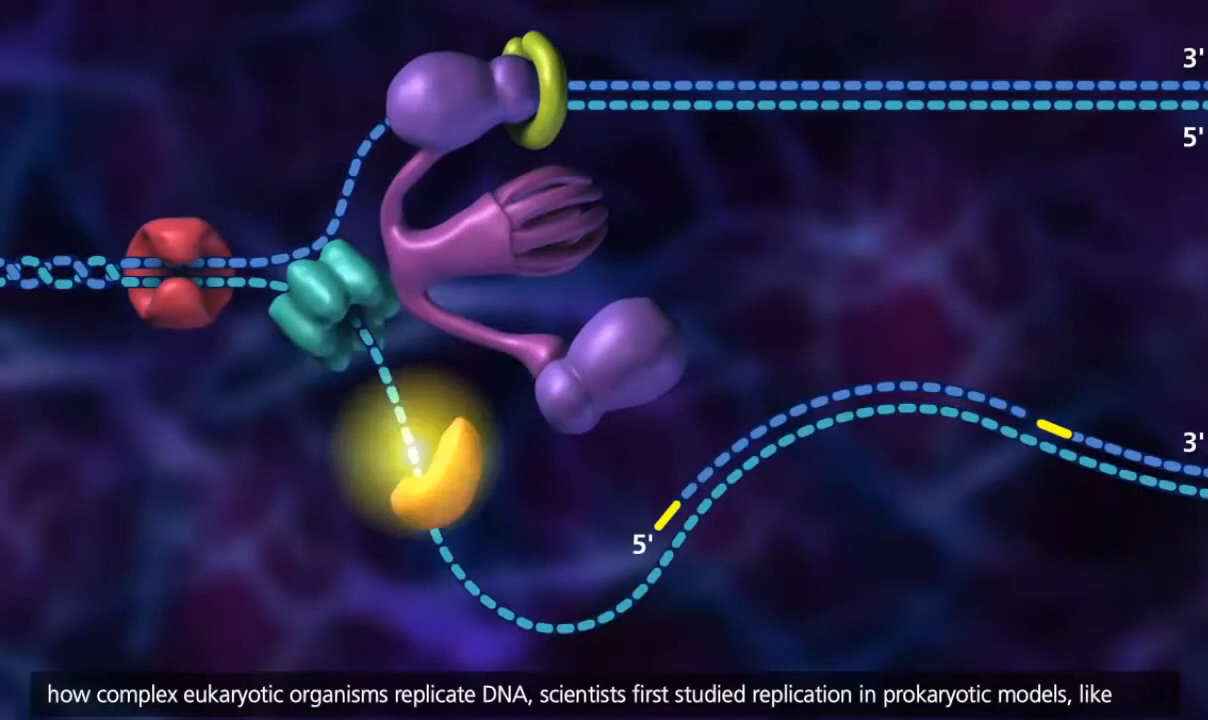 3'
5'
3'
5'
how complex eukaryotic organisms replicate DNA, scientists first studied replication in prokaryotic models, like